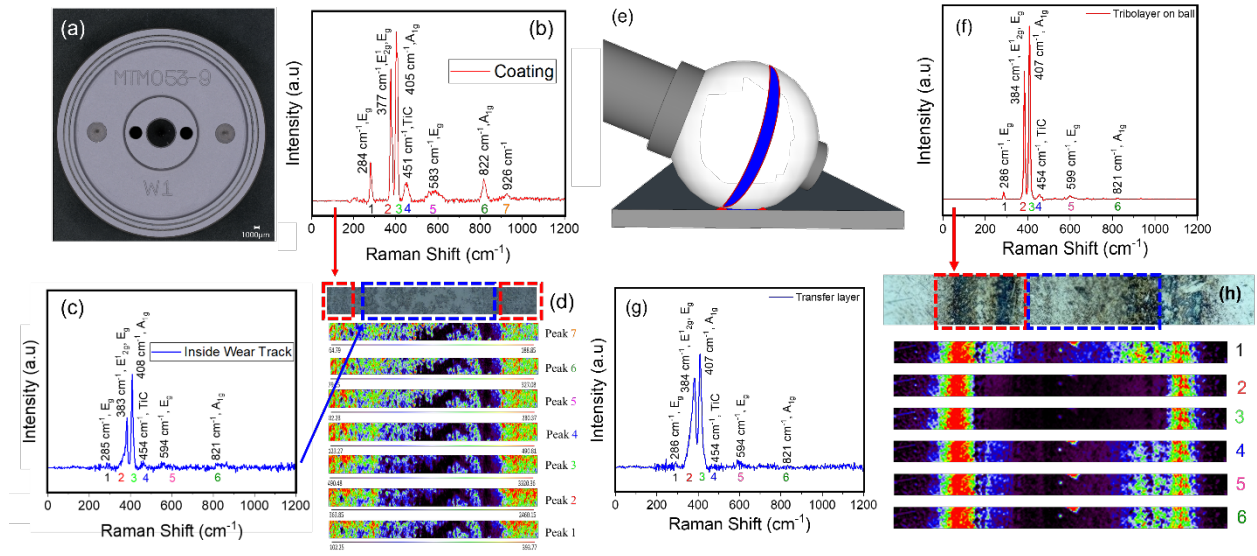 (a)
MTM053-9
W1
1000µm
(b)
Intensity (a.u)
Coating
284 cm-1,Eg
377 cm-1,E12g,Eg
405 cm-1,A1g
451 cm-1,TiC
583 cm-1,Eg
822 cm-1,A1g
926 cm-1
1 2 3 4 5 6 7
0 200 400 600 800 1000 1200
Raman Shift (cm-1)
(e)
(f)
Intensity (a.u)
Tribolayer on ball
286 cm-1, Eg
384 cm-1, E12g, Eg
407 cm-1, A1g
454 cm-1, TiC
599 cm-1, Eg
821 cm-1, A1g
1 2 3 4 5 6
0 200 400 600 800 1000 1200
Raman Shift (cm-1)
(c)
Intensity (a.u)
Inside Wear Track
285 cm-1, Eg
383 cm-1, E12g, Eg
408 cm-1, A1g
454 cm-1, TiC
594 cm-1, Eg
821 cm-1, A1g
1 2 3 4 5 6
0 200 400 600 800 1000 1200
Raman Shift (cm-1)
(d)
Peak 7
Peak 6
Peak 5
Peak 4
Peak 3
Peak 2
Peak 1
(g)
Intensity (a.u)
Transfer layer
286 cm-1, Eg
384 cm-1, E12g, Eg
407 cm-1, A1g
454 cm-1, TiC
594 cm-1, Eg
821 cm-1, A1g
1 2 3 4 5 6
0 200 400 600 800 1000 1200
Raman Shift (cm-1)
(h)
1
2
3
4
5
6